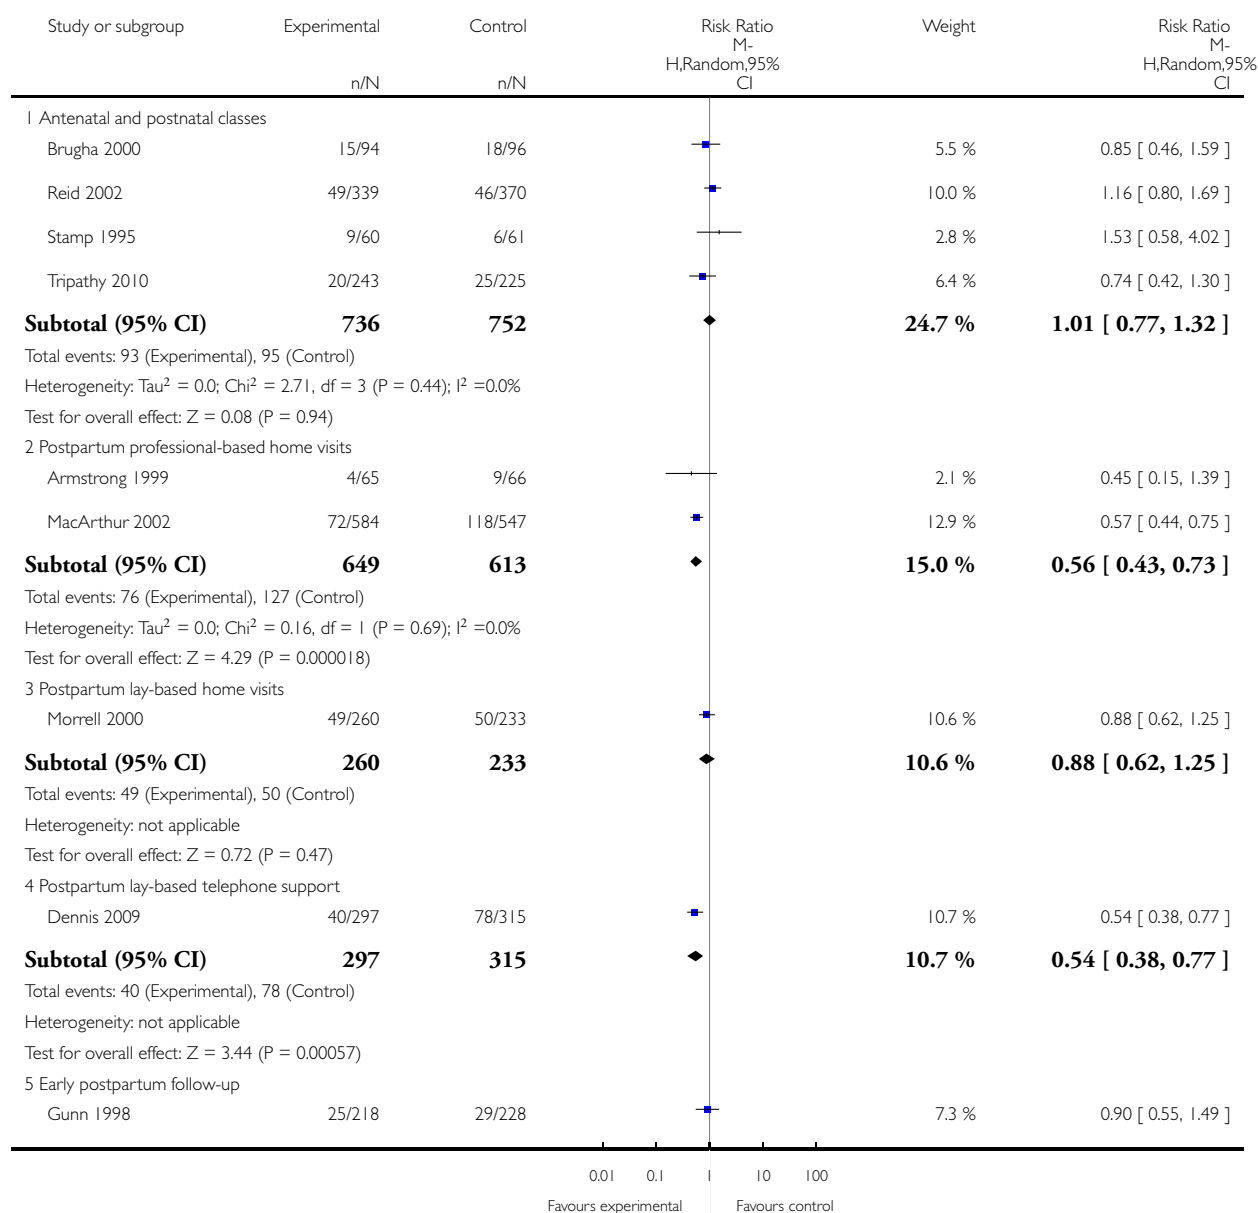 Study or subgroup Experimental Control Risk Ratio Weight Risk Ratio
M- M-
H,Random,95% H,Random,95%
n/N n/N CI CI
1 Antenatal and postnatal classes
Brugha 2000 15/94 18/96 5.5 % 0.85 [ 0.46, 1.59 ]
Reid 2002 49/339 46/370 10.0 % 1.16 [ 0.80, 1.69 ]
Stamp 1995 9/60 6/61 2.8 % 1.53 [ 0.58, 4.02 ]
Tripathy 2010 20/243 25/225 6.4 % 0.74 [ 0.42, 1.30 ]
Subtotal (95% CI) 736 752 24.7 % 1.01 [ 0.77, 1.32 ]
Total events: 93 (Experimental), 95 (Control)
Heterogeneity: Tau² = 0.0; Chi² = 2.71, df = 3 (P = 0.44); I² =0.0%
Test for overall effect: Z = 0.08 (P = 0.94)
2 Postpartum professional-based home visits
Armstrong 1999 4/65 9/66 2.1 % 0.45 [ 0.15, 1.39 ]
MacArthur 2002 72/584 118/547 12.9 % 0.57 [ 0.44, 0.75 ]
Subtotal (95% CI) 649 613 15.0 % 0.56 [ 0.43, 0.73 ]
Total events: 76 (Experimental), 127 (Control)
Heterogeneity: Tau² = 0.0; Chi² = 0.16, df = 1 (P = 0.69); I² =0.0%
Test for overall effect: Z = 4.29 (P = 0.000018)
3 Postpartum lay-based home visits
Morrell 2000 49/260 50/233 10.6 % 0.88 [ 0.62, 1.25 ]
Subtotal (95% CI) 260 233 10.6 % 0.88 [ 0.62, 1.25 ]
Total events: 49 (Experimental), 50 (Control)
Heterogeneity: not applicable
Test for overall effect: Z = 0.72 (P = 0.47)
4 Postpartum lay-based telephone support
Dennis 2009 40/297 78/315 10.7 % 0.54 [ 0.38, 0.77 ]
Subtotal (95% CI) 297 315 10.7 % 0.54 [ 0.38, 0.77 ]
Total events: 40 (Experimental), 78 (Control)
Heterogeneity: not applicable
Test for overall effect: Z = 3.44 (P = 0.00057)
5 Early postpartum follow-up
Gunn 1998 25/218 29/228 7.3 % 0.90 [ 0.55, 1.49 ]
0.01 0.1 1 10 100
Favours experimental Favours control